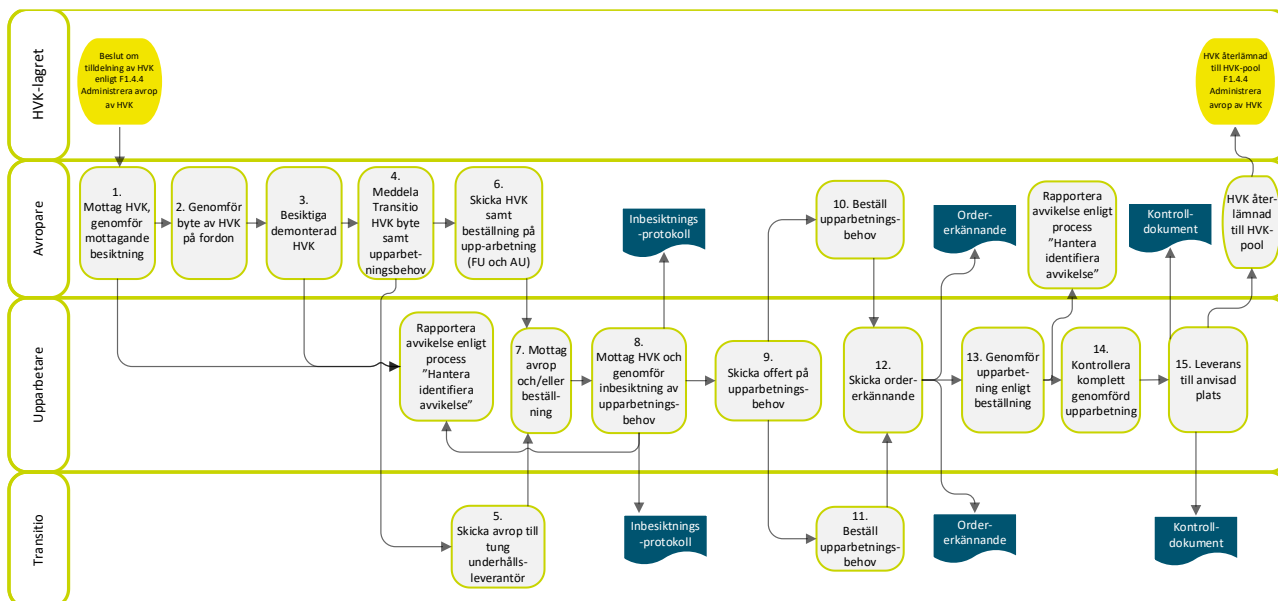 HVK-lagret
Beslut om
tilldelning av HVK
enligt F1.4.4
Administrera avrop
av HVK
HVK återlämnad
till HVK-pool
F1.4.4
Administrera
avrop av HVK
Avropare
1.
Mottag HVK,
genomför
mottagande
besiktning
2. Genomför
byte av HVK
på fordon
3.
Besiktiga
demonterad
HVK
4.
Meddela
Transitio
HVK byte
samt
upparbet-
ningsbehov
6.
Skicka HVK
samt
beställning på
upp-arbetning
(FU och AU)
Inbesiktnings
-protokoll
10. Beställ
upparbetnings-
behov
Order-
erkännande
Rapportera
avvikelse enligt
process
”Hantera
identifiera
avvikelse”
Kontroll-
dokument
HVK åter-
lämnad
till HVK-
pool
Upparbetare
Rapportera
avvikelse enligt
process
”Hantera
identifiera
avvikelse”
7. Mottag
avrop
och/eller
beställ-
ning
8.
Mottag HVK och
genomför
inbesiktning av
upparbetnings-
behov
9.
Skicka offert på
upparbetnings-
behov
12.
Skicka order-
erkännande
13. Genomför
upparbet-
ning enligt
beställning
14.
Kontrollera
komplett
genomförd
upparbetning
15. Leverans
till anvisad
plats
Transitio
5.
Skicka avrop till
tung
underhålls-
leverantör
Inbesiktnings
-protokoll
11.
Beställ
upparbetnings-
behov
Order-
erkännande
Kontroll-
dokument